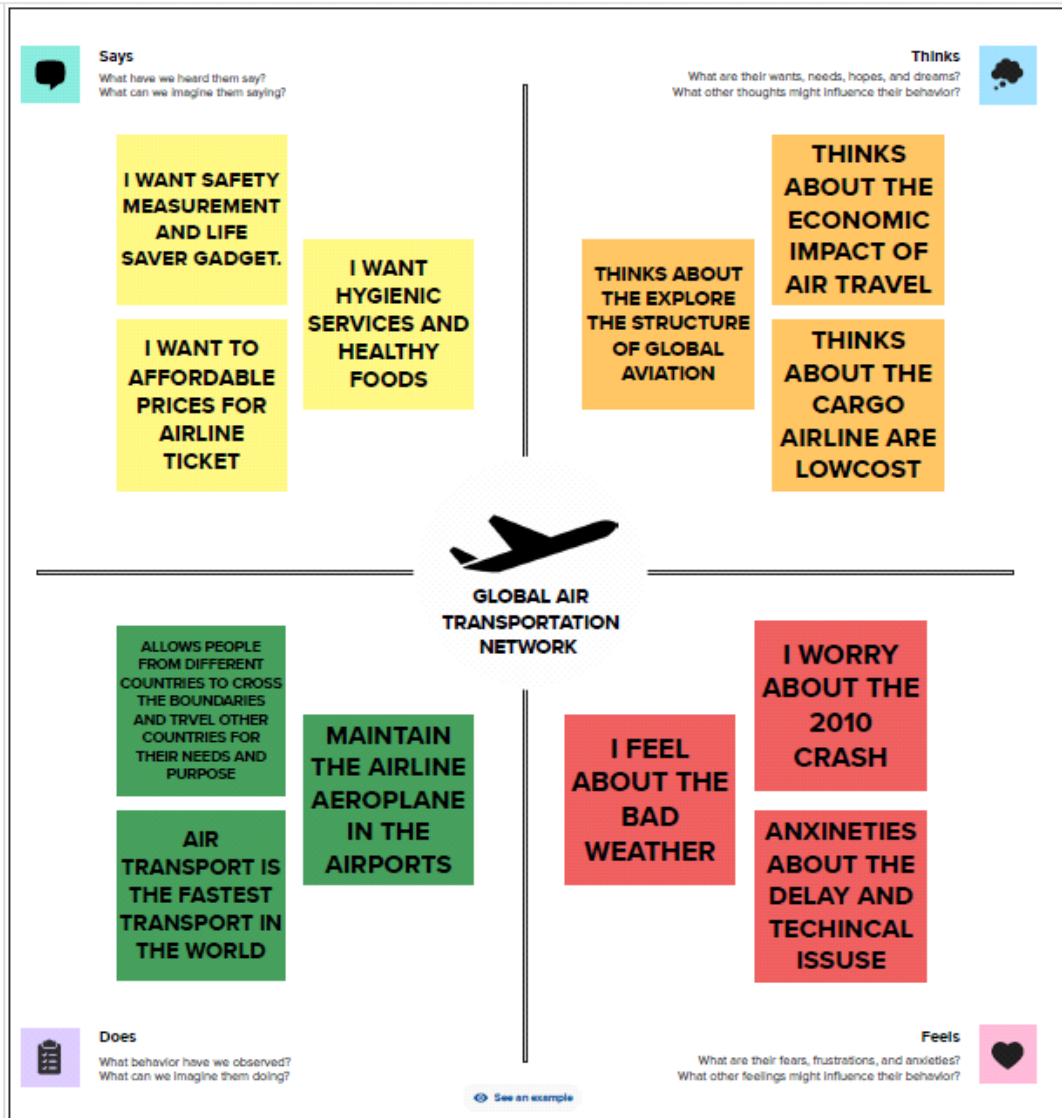 Says
What have we heard them say?
What can we imagine them saying?
Thinks
What are their wants, needs, hopes, and dreams?
What other thoughts might influence their behavior?
I WANT SAFETY
MEASUREMENT
AND LIFE
SAVER GADGET.
I WANT
HYGIENIC
SERVICES AND
HEALTHY
FOODS
I WANT TO
AFFORDABLE
PRICES FOR
AIRLINE
TICKET
THINKS
ABOUT THE
ECONOMIC
IMPACT OF
AIR TRAVEL
THINKS ABOUT
THE EXPLORE
THE STRUCTURE
OF GLOBAL
AVIATION
THINKS
ABOUT THE
CARGO
AIRLINE ARE
LOWCOST
GLOBAL AIR
TRANSPORTATION
NETWORK
ALLOWS PEOPLE
FROM DIFFERENT
COUNTRIES TO CROSS
THE BOUNDARIES
AND TRVEL OTHER
COUNTRIES FOR
THEIR NEEDS AND
PURPOSE
MAINTAIN
THE AIRLINE
AEROPLANE
IN THE
AIRPORTS
AIR
TRANSPORT IS
THE FASTEST
TRANSPORT IN
THE WORLD
I WORRY
ABOUT THE
2010
CRASH
I FEEL
ABOUT THE
BAD
WEATHER
ANXINETIES
ABOUT THE
DELAY AND
TECHINCAL
ISSUSE
Does
What behavior have we observed?
What can we imagine them doing?
Feels
What are their fears, frustrations, and anxieties?
What other feelings might influence their behavior?
See an example